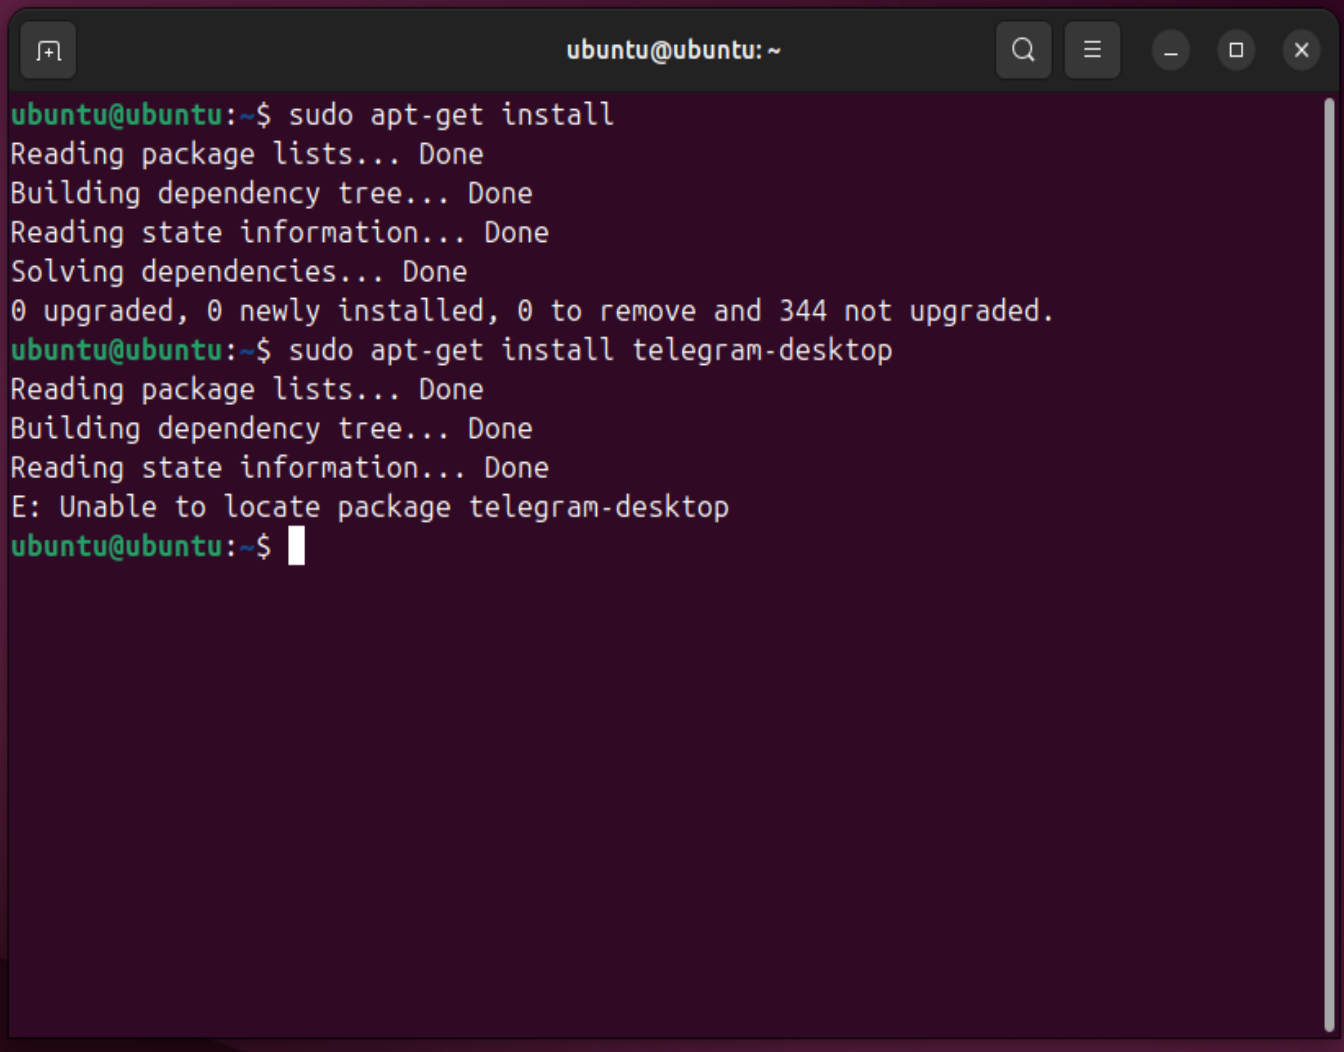 ubuntu@ubuntu: ~
ubuntu@ubuntu:~$ sudo apt-get install
Reading package lists... Done
Building dependency tree... Done
Reading state information... Done
Solving dependencies... Done
0 upgraded, 0 newly installed, 0 to remove and 344 not upgraded.
ubuntu@ubuntu:~$ sudo apt-get install telegram-desktop
Reading package lists... Done
Building dependency tree... Done
Reading state information... Done
E: Unable to locate package telegram-desktop
ubuntu@ubuntu:~$